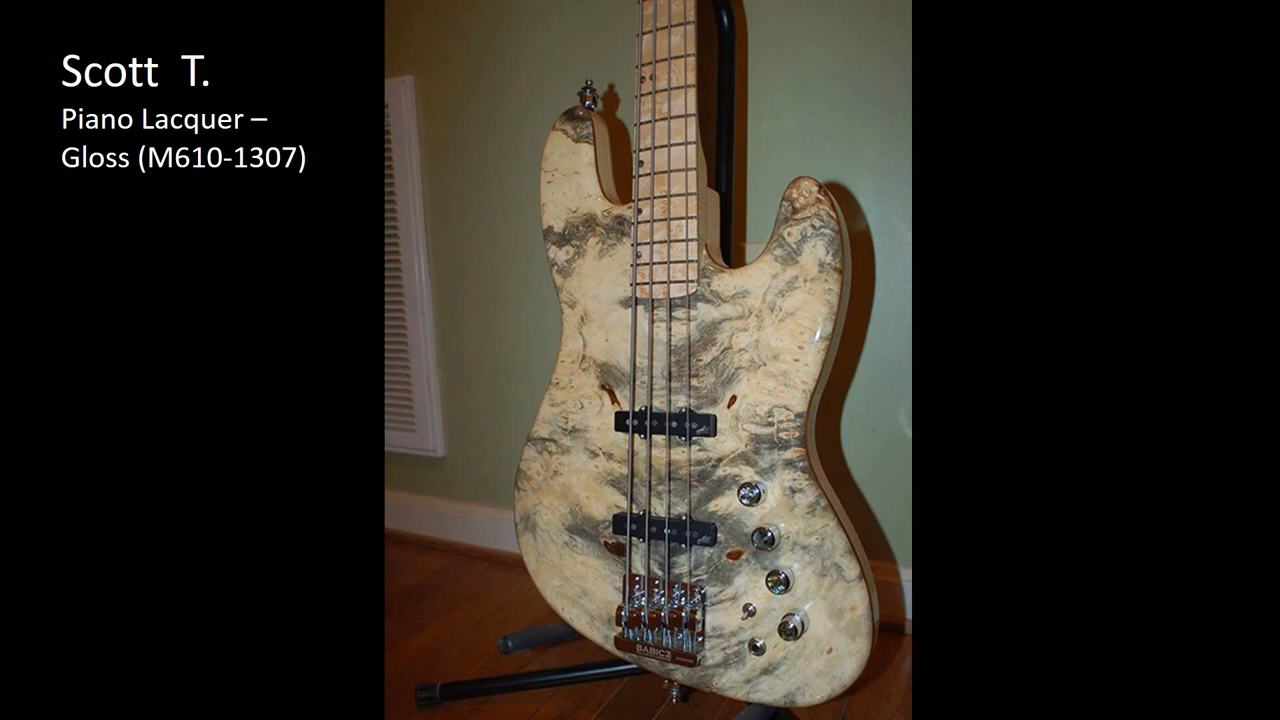 Scott T.
Piano Lacquer –
Gloss (M610-1307)
BABICZ